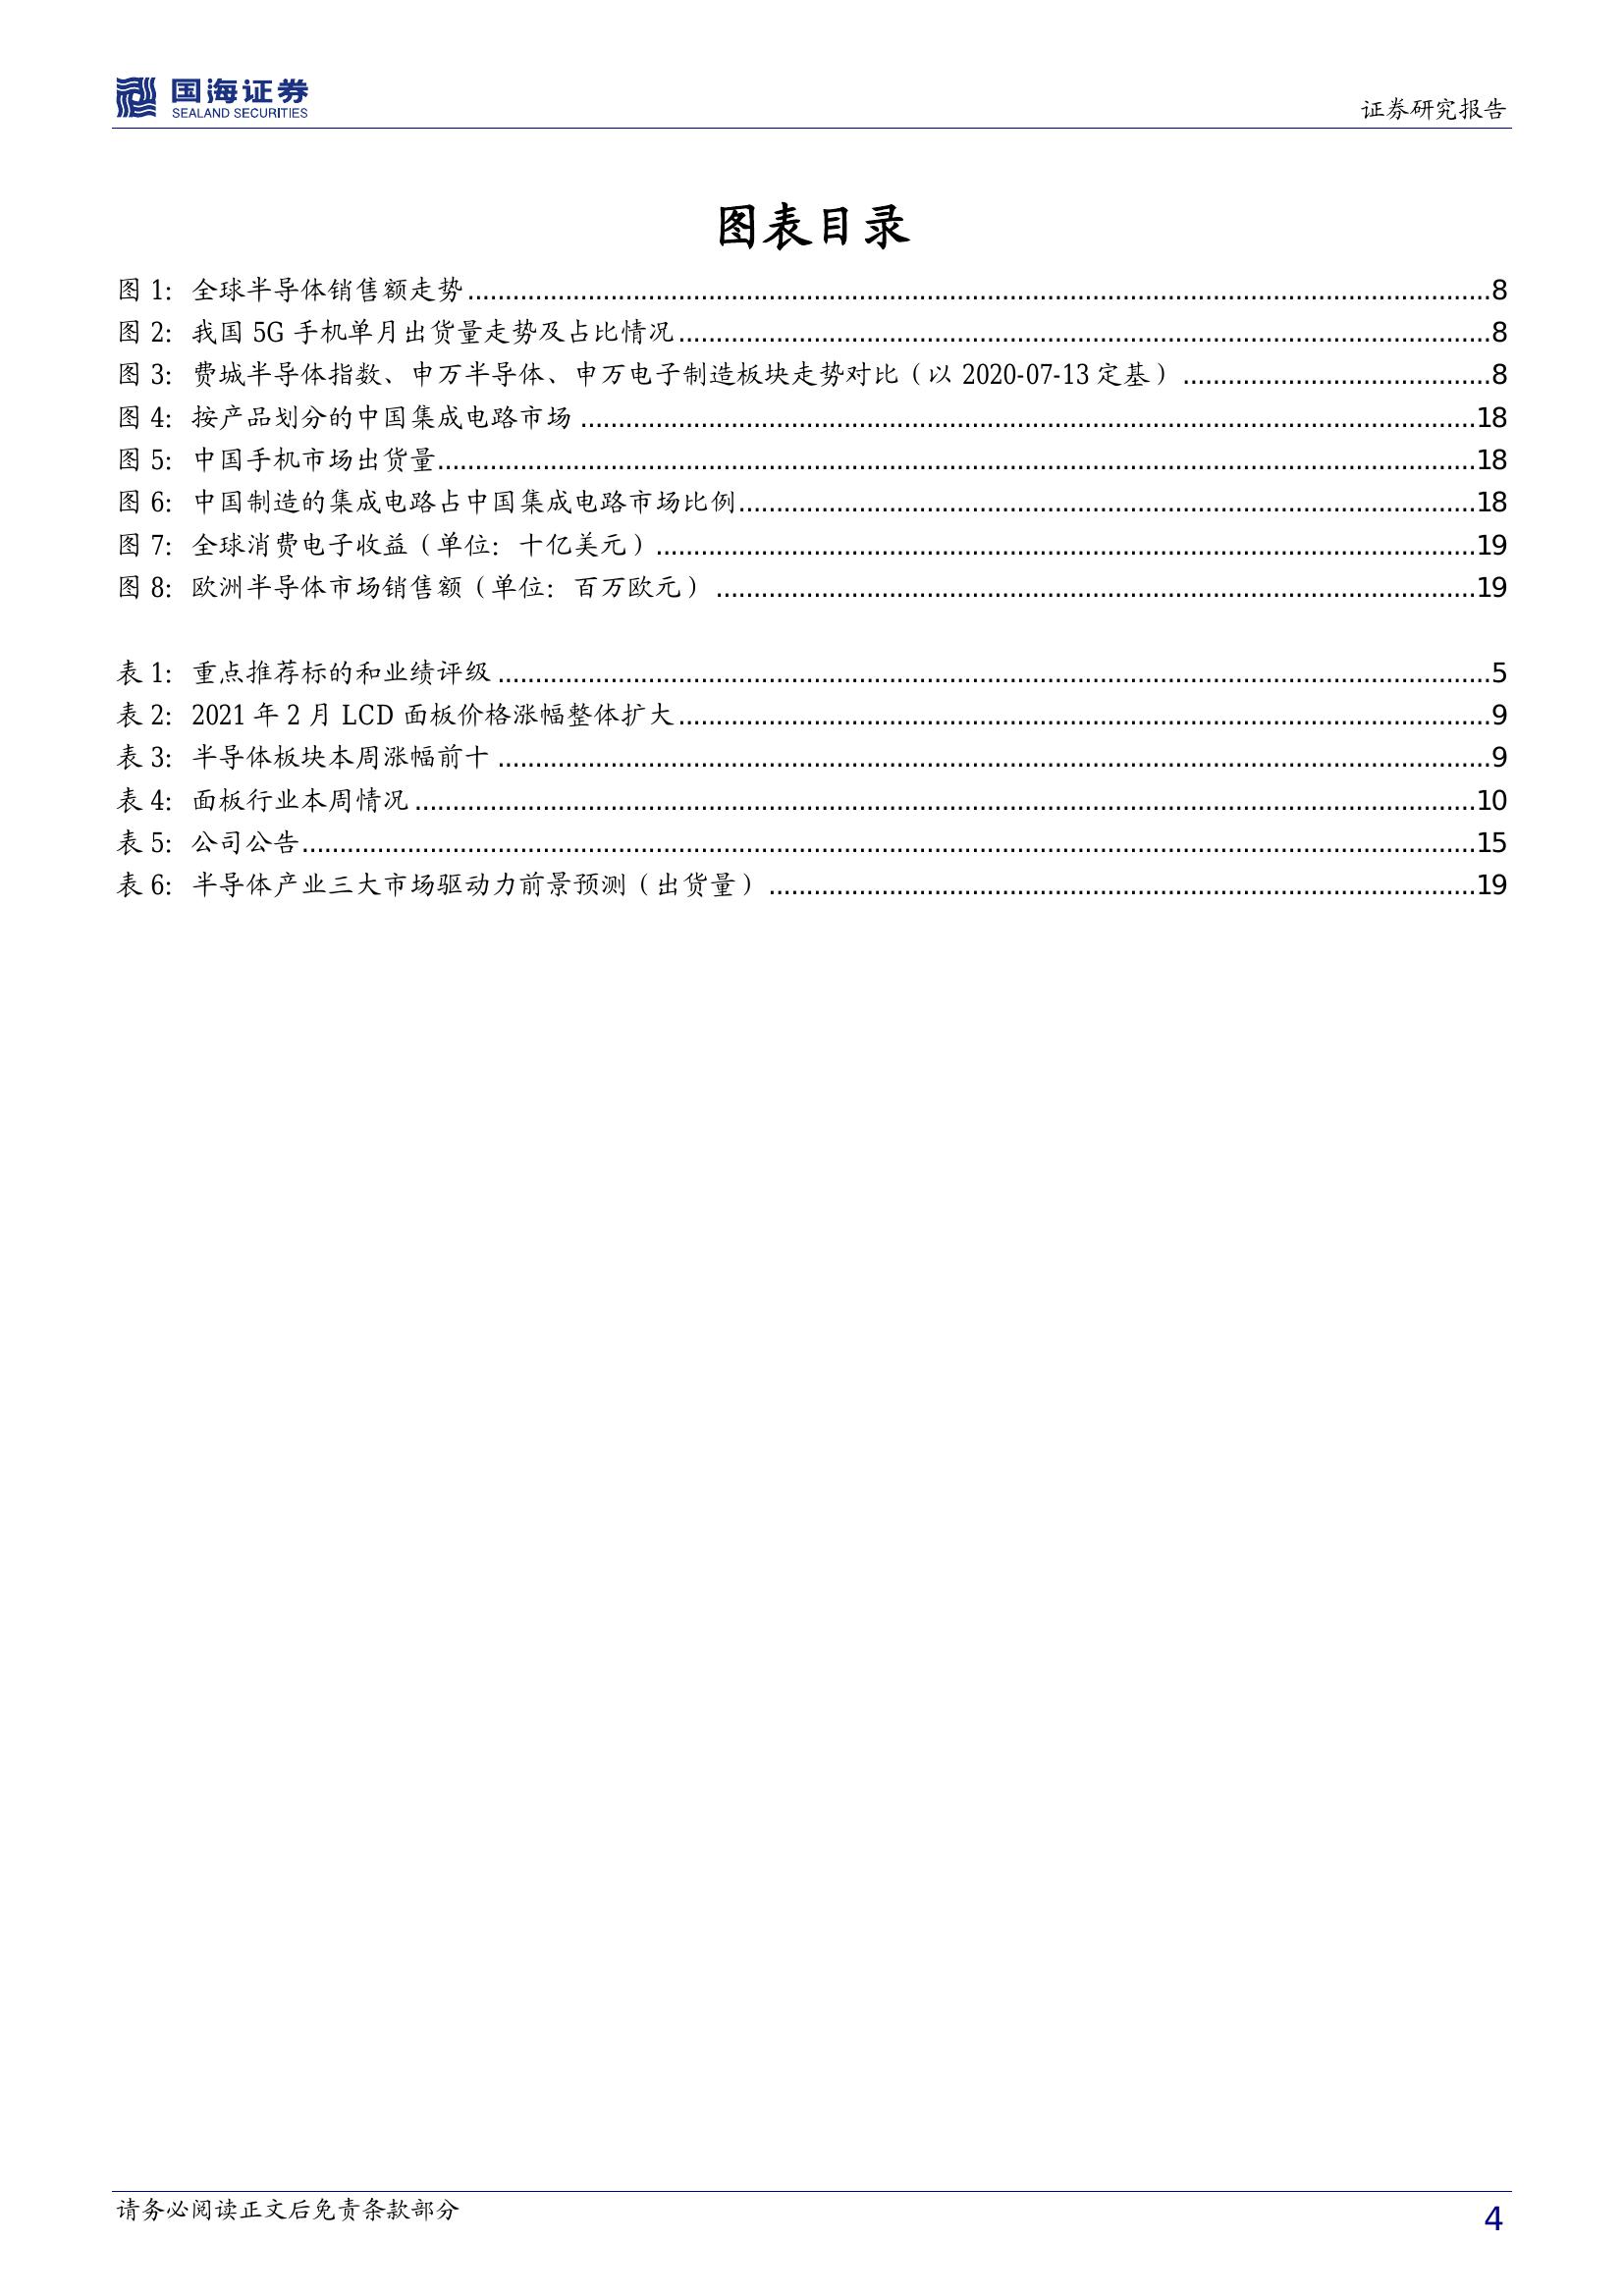 国海证券
SEALAND SECURITIES
证券研究报告
图表目录
图 1: 全球半导体销售额走势........8
图 2: 我国 5G 手机单月出货量走势及占比情况........8
图 3: 费城半导体指数、申万半导体、申万电子制造板块走势对比（以 2020-07-13 定基）........8
图 4: 按产品划分的中国集成电路市场........18
图 5: 中国手机市场出货量........18
图 6: 中国制造的集成电路占中国集成电路市场比例........18
图 7: 全球消费电子收益（单位: 十亿美元）........19
图 8: 欧洲半导体市场销售额（单位: 百万欧元）........19
表 1: 重点推荐标的和业绩评级........5
表 2: 2021 年 2 月 LCD 面板价格涨幅整体扩大........9
表 3: 半导体板块本周涨幅前十........9
表 4: 面板行业本周情况........10
表 5: 公司公告........15
表 6: 半导体产业三大市场驱动力前景预测（出货量）........19
请务必阅读正文后免责条款部分
4